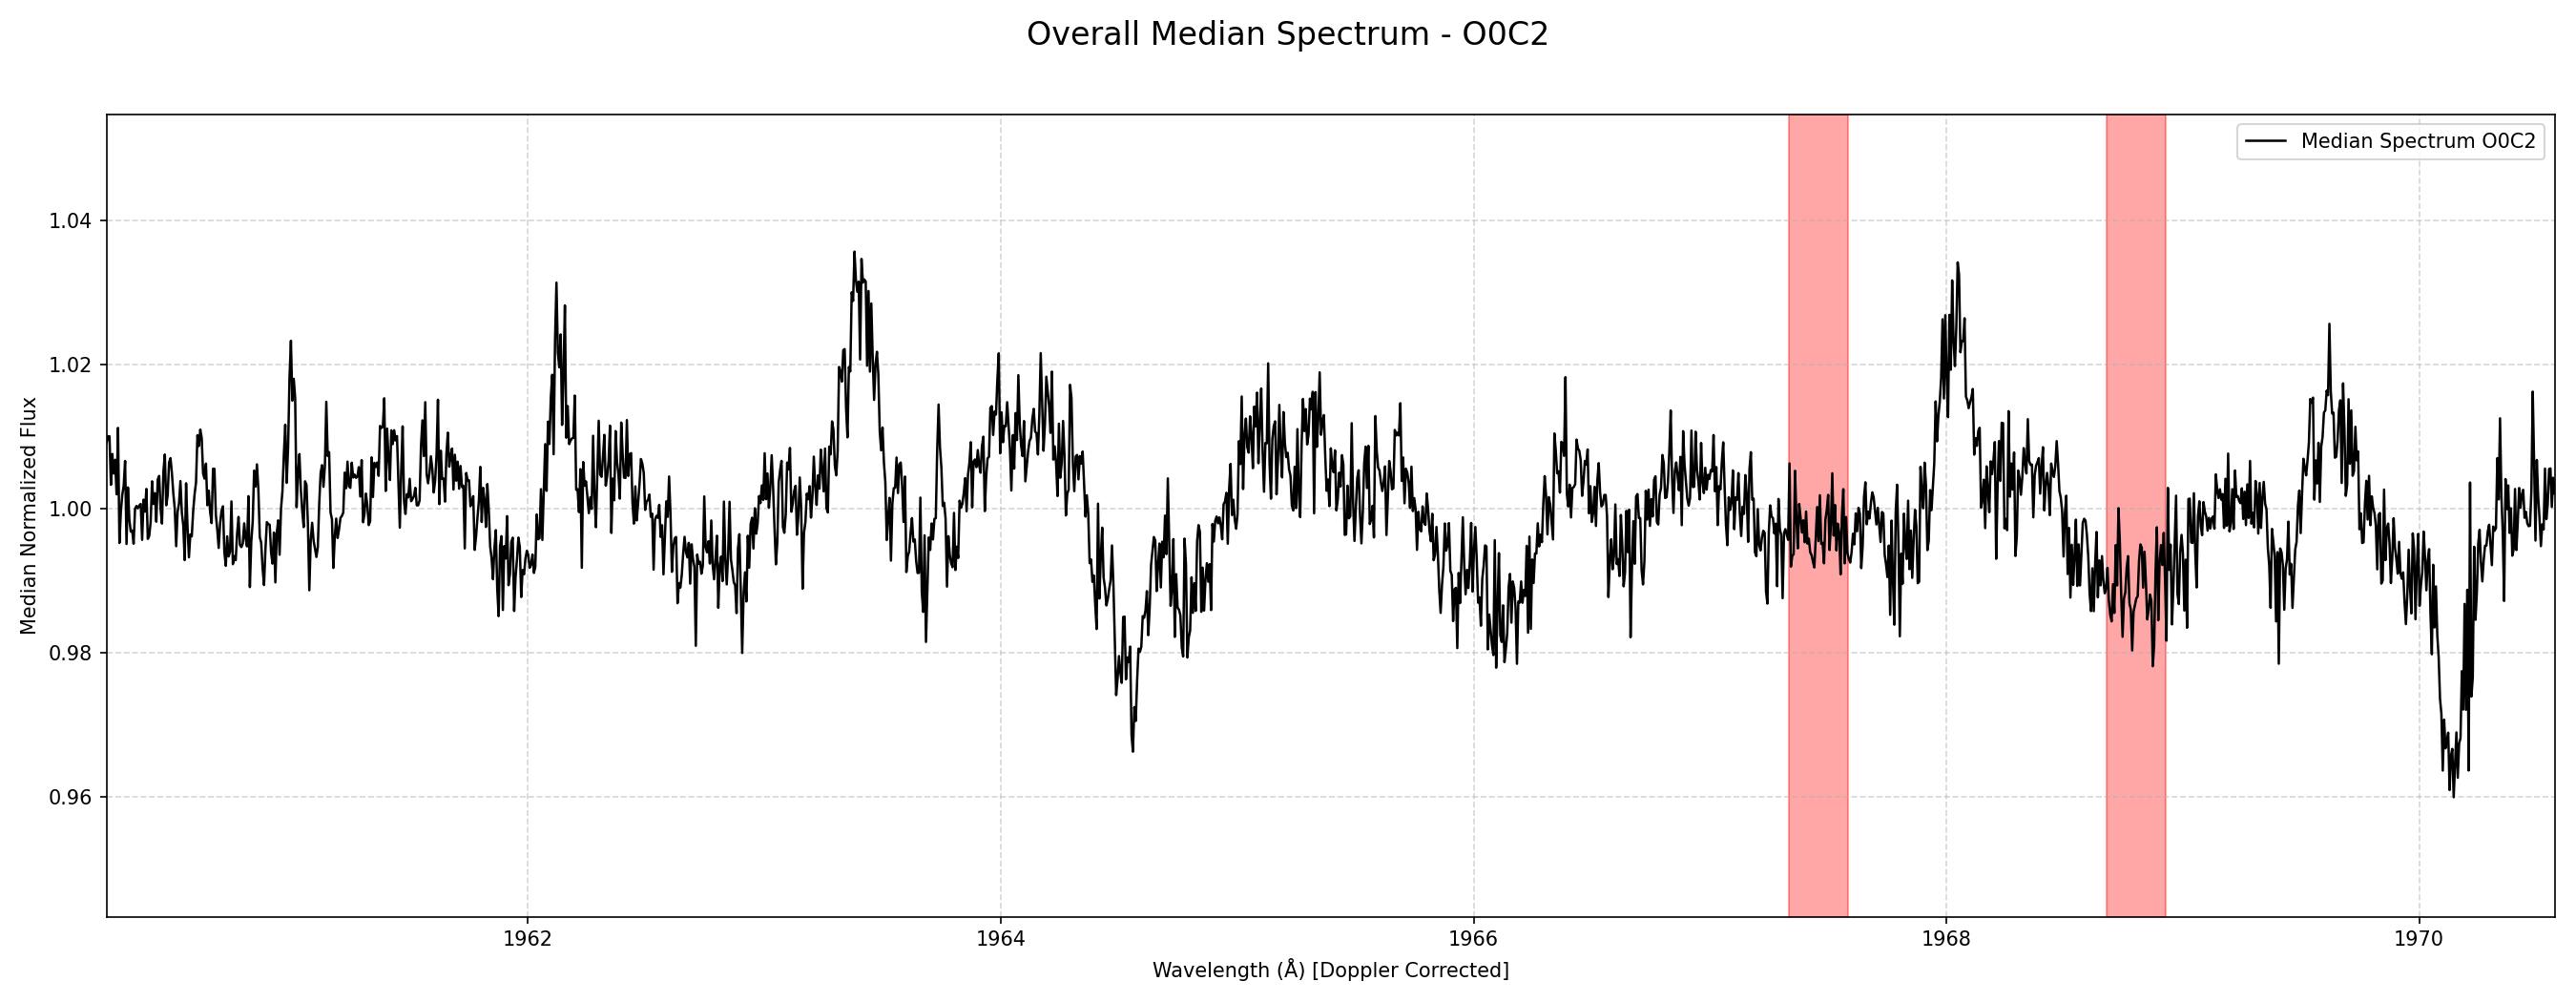 Overall Median Spectrum - O0C2
Median Spectrum O0C2
Median Normalized Flux
1.04
1.02
1.00
0.98
0.96
1962
1964
1966
1968
1970
Wavelength (Å) [Doppler Corrected]